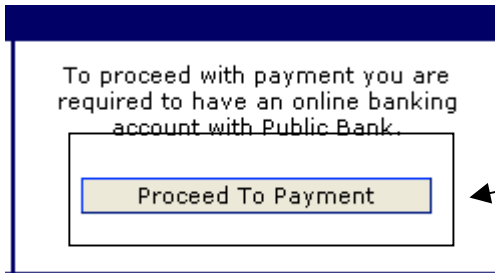 To proceed with payment you are
required to have an online banking
account with Public Bank.
Proceed To Payment